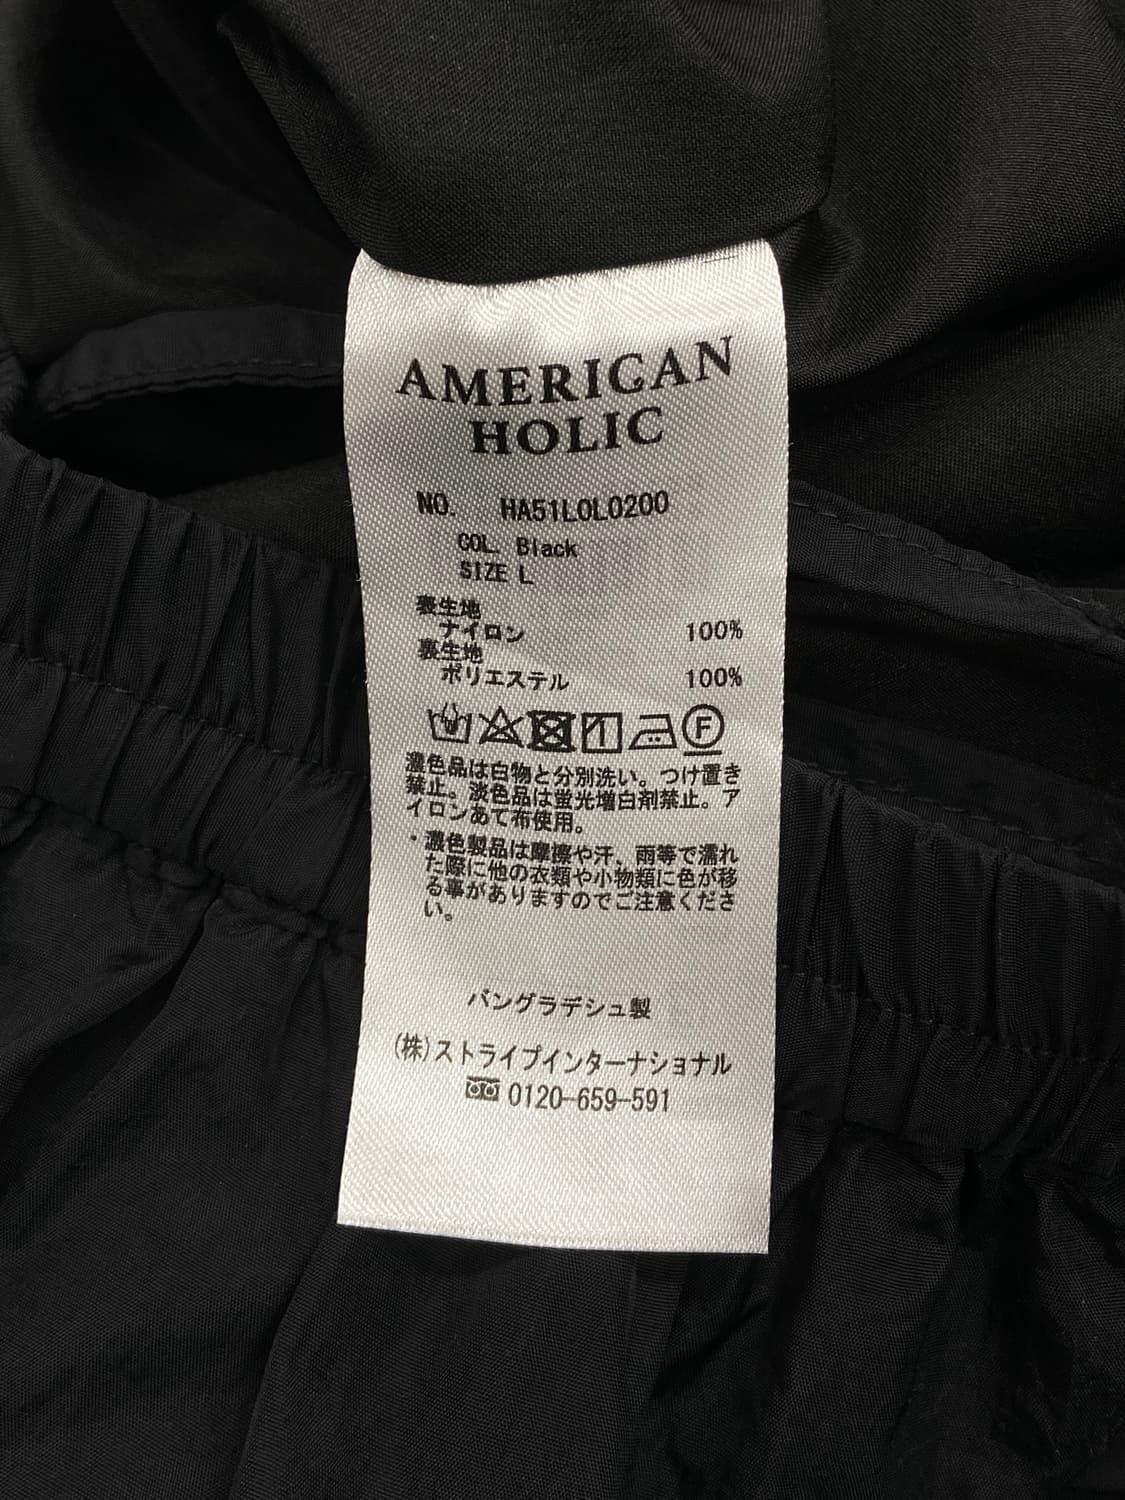 AMERICAN
HOLIC
NO. HA51L0L0200
COL. Black
SIZE L
表生地
ナイロン 100%
裏生地
ポリエステル 100%
F
濃色品は白物と分別洗い。つけ置き
禁止。淡色品は蛍光増白剤禁止。ア
イロンあて布使用。
・濃色製品は摩擦や汗、雨等で濡れ
た際に他の衣類や小物類に色が移
る事がありますのでご注意くださ
い。
バングラデシュ製
(株)ストライプインターナショナル
0120-659-591